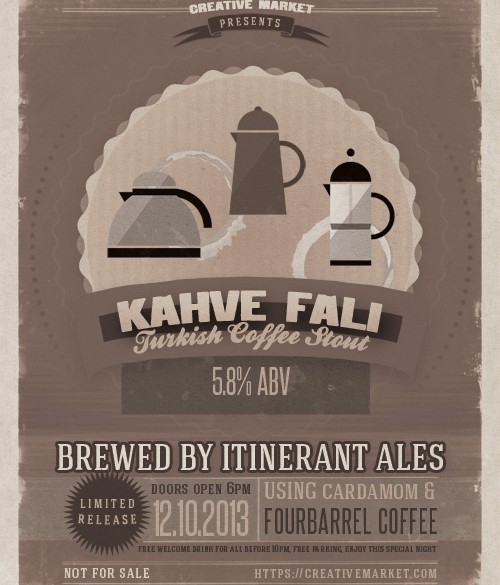 CREATIVE MARKET
PRESENTS
KAHVE FALI
Turkish Coffee Stout
5.8% ABV
BREWED BY ITINERANT ALES
LIMITED
RELEASE
DOORS OPEN 6PM
12.10.2013
USING CARDAMOM &
FOURBARREL COFFEE
FREE WELCOME DRINK FOR ALL BEFORE 10PM, FREE PARKING, ENJOY THIS SPECIAL NIGHT
NOT FOR SALE
HTTPS://CREATIVEMARKET.COM